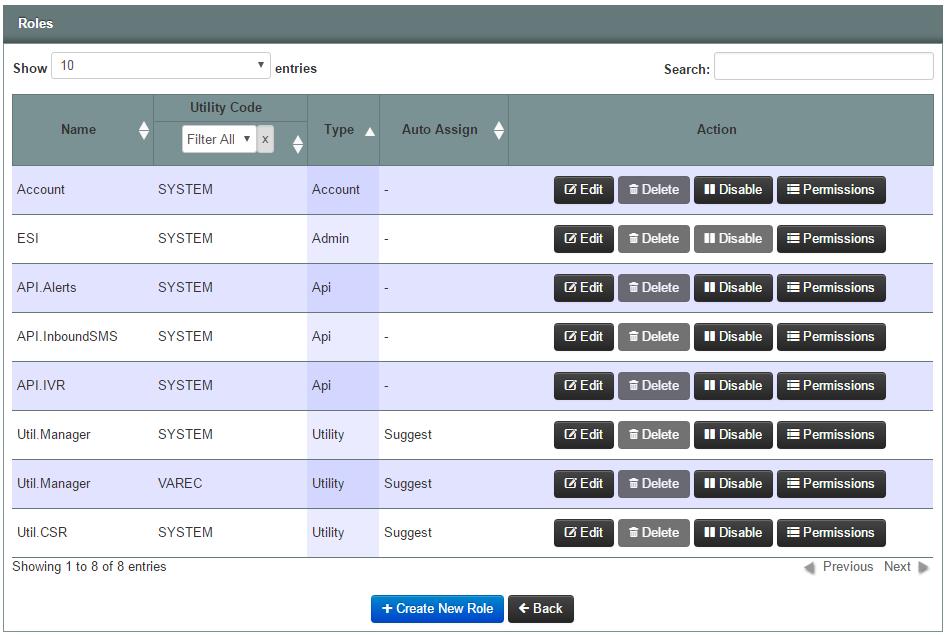 Roles
Show 10 entries Search:
Name Utility Code Filter All x Type Auto Assign Action
Account SYSTEM Account - Edit Delete Disable Permissions
ESI SYSTEM Admin - Edit Delete Disable Permissions
API.Alerts SYSTEM Api - Edit Delete Disable Permissions
API.InboundSMS SYSTEM Api - Edit Delete Disable Permissions
API.IVR SYSTEM Api - Edit Delete Disable Permissions
Util.Manager SYSTEM Utility Suggest Edit Delete Disable Permissions
Util.Manager VAREC Utility Suggest Edit Delete Disable Permissions
Util.CSR SYSTEM Utility Suggest Edit Delete Disable Permissions
Showing 1 to 8 of 8 entries Previous Next
Create New Role Back